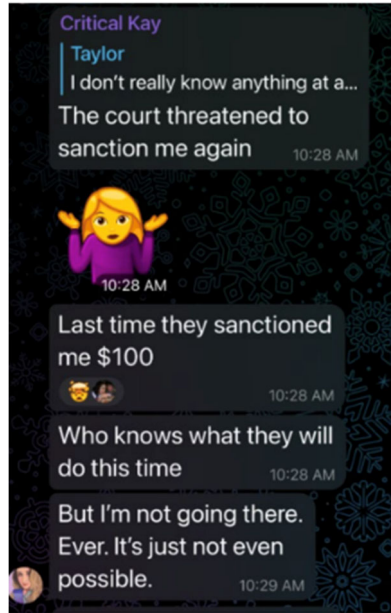 Critical Kay
Taylor
I don't really know anything at a...
The court threatened to
sanction me again 10:28 AM
10:28 AM
Last time they sanctioned
me $100
10:28 AM
Who knows what they will
do this time 10:28 AM
But I'm not going there.
Ever. It's just not even
possible. 10:29 AM